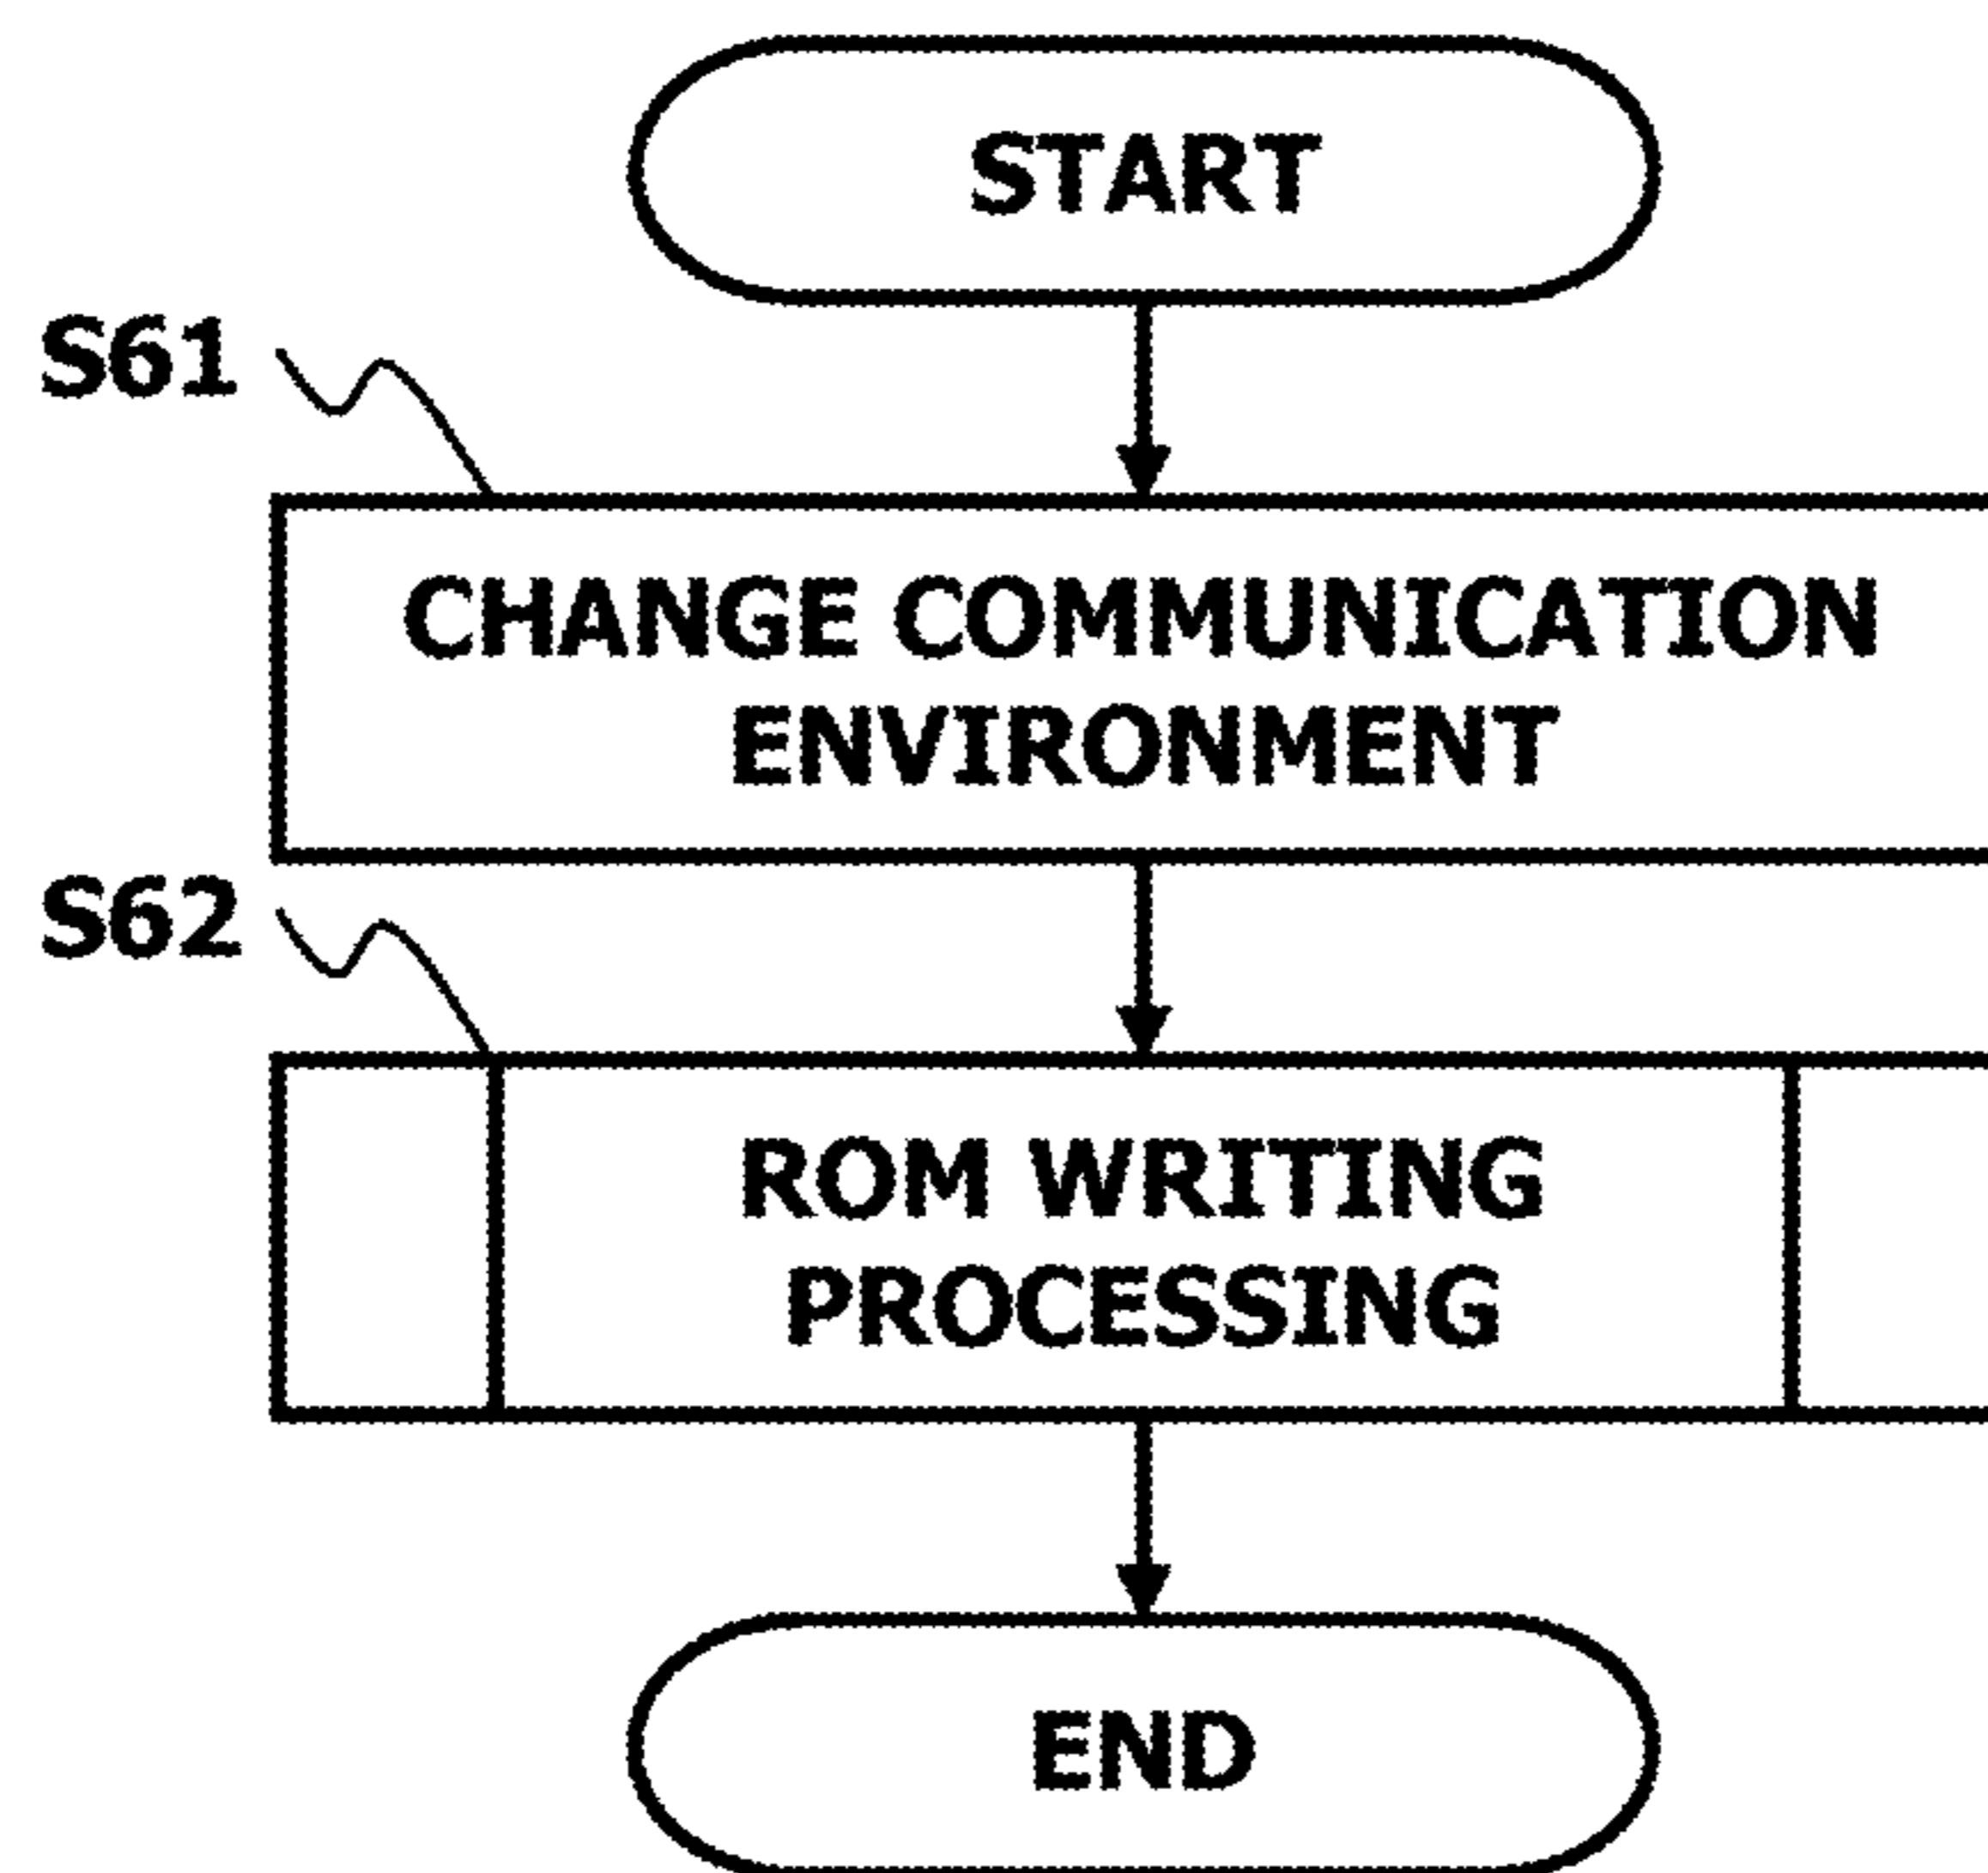 START
S61
CHANGE COMMUNICATION
ENVIRONMENT
S62
ROM WRITING
PROCESSING
END